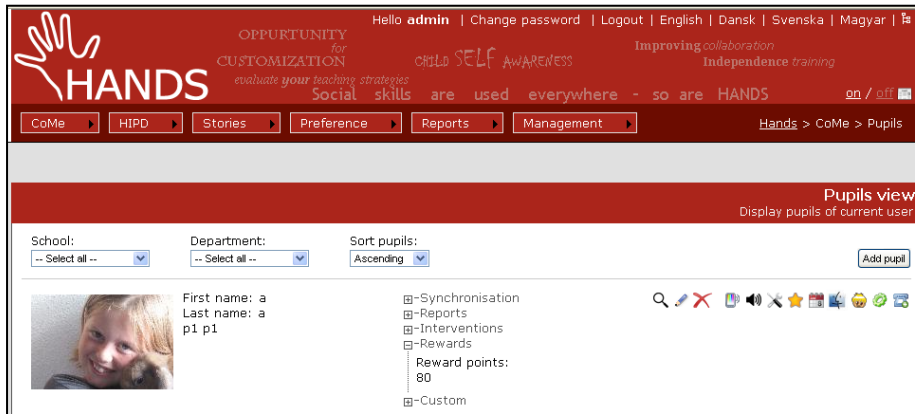 Hello admin | Change password | Logout | English | Dansk | Svenska | Magyar |
OPPURTUNITY
for
CUSTOMIZATION
CHILD SELF AWARENESS
Improving collaboration
Independence training
evaluate your teaching strategies
HANDS
Social skills are used everywhere - so are HANDS
on / off
CoMe HIPD Stories Preference Reports Management Hands > CoMe > Pupils
Pupils view
Display pupils of current user
School: Department: Sort pupils:
-- Select all -- -- Select all -- Ascending Add pupil
First name: a
Last name: a
p1 p1
Synchronisation
Reports
Interventions
Rewards
Reward points:
80
Custom